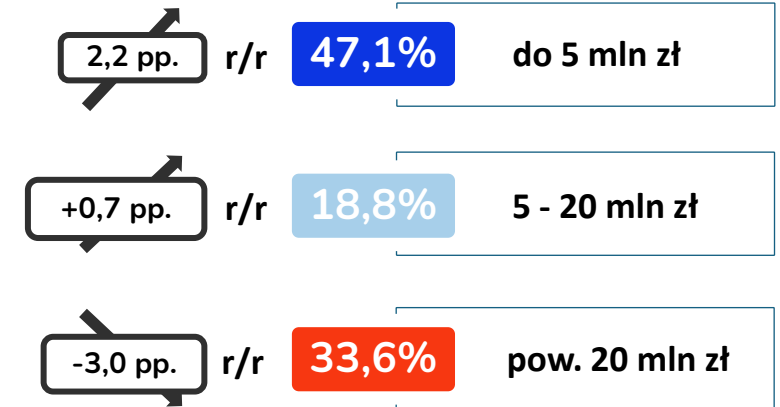 2,2 pp. r/r 47,1% do 5 mln zł
+0,7 pp. r/r 18,8% 5 - 20 mln zł
-3,0 pp. r/r 33,6% pow. 20 mln zł